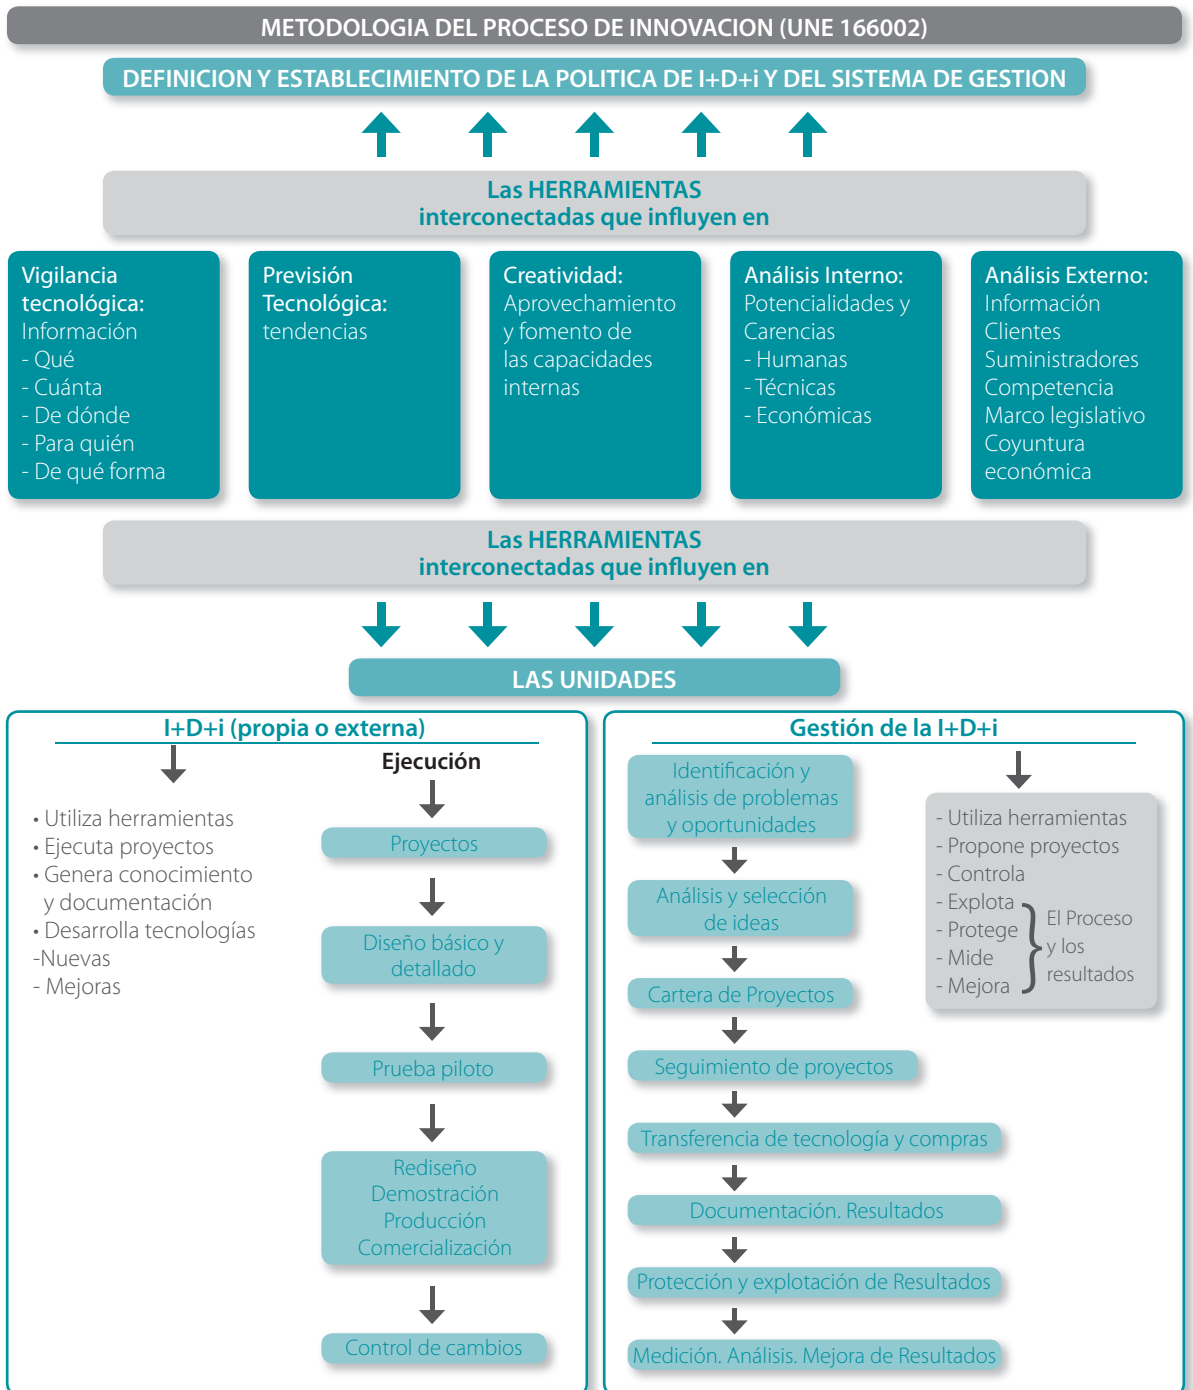 METODOLOGIA DEL PROCESO DE INNOVACION (UNE 166002)
DEFINICION Y ESTABLECIMIENTO DE LA POLITICA DE I+D+i Y DEL SISTEMA DE GESTION
Las HERRAMIENTAS
interconectadas que influyen en
Vigilancia
tecnológica:
Información
- Qué
- Cuánta
- De dónde
- Para quién
- De qué forma
Previsión
Tecnológica:
tendencias
Creatividad:
Aprovechamiento
y fomento de
las capacidades
internas
Análisis Interno:
Potencialidades y
Carencias
- Humanas
- Técnicas
- Económicas
Análisis Externo:
Información
Clientes
Suministradores
Competencia
Marco legislativo
Coyuntura
económica
Las HERRAMIENTAS
interconectadas que influyen en
LAS UNIDADES
I+D+i (propia o externa)
• Utiliza herramientas
• Ejecuta proyectos
• Genera conocimiento
y documentación
• Desarrolla tecnologías
-Nuevas
- Mejoras
Ejecución
Proyectos
Diseño básico y
detallado
Prueba piloto
Rediseño
Demostración
Producción
Comercialización
Control de cambios
Gestión de la I+D+i
Identificación y
análisis de problemas
y oportunidades
Análisis y selección
de ideas
Cartera de Proyectos
Seguimiento de proyectos
Transferencia de tecnología y compras
Documentación. Resultados
Protección y explotación de Resultados
Medición. Análisis. Mejora de Resultados
- Utiliza herramientas
- Propone proyectos
- Controla
- Explota
- Protege
- Mide
- Mejora
El Proceso
y los
resultados